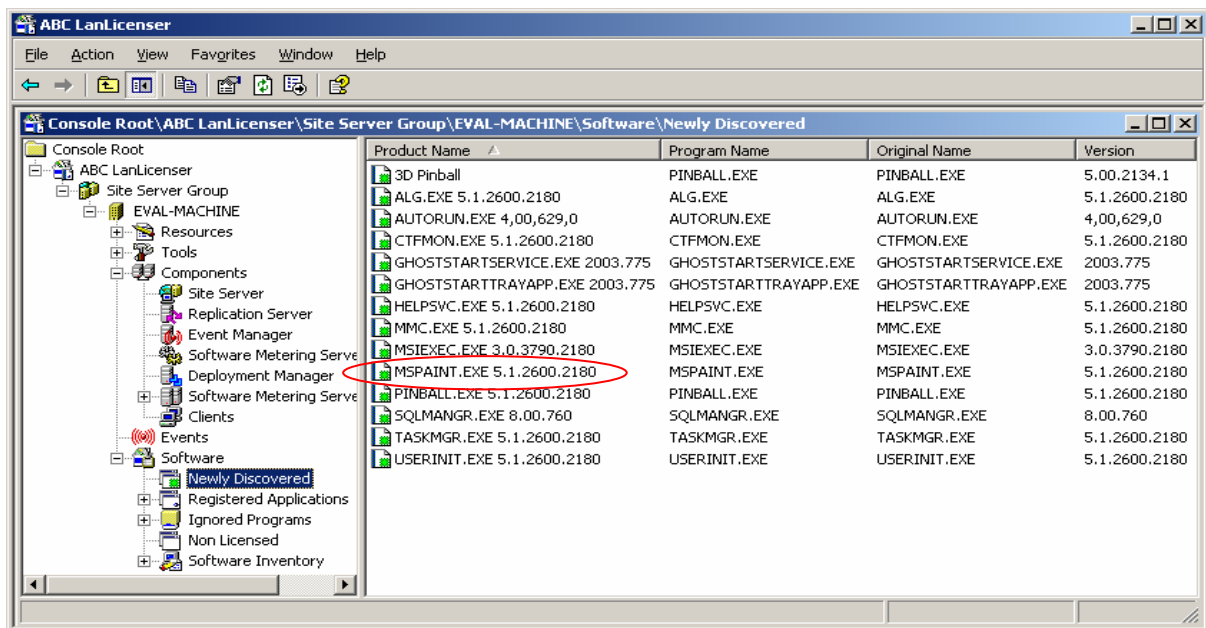 ABC LanLicenser
File Action View Favorites Window Help
Console Root\ABC LanLicenser\Site Server Group\EVAL-MACHINE\Software\Newly Discovered
Console Root
ABC LanLicenser
Site Server Group
EVAL-MACHINE
Resources
Tools
Components
Site Server
Replication Server
Event Manager
Software Metering Serve
Deployment Manager
Software Metering Serve
Clients
Events
Software
Newly Discovered
Registered Applications
Ignored Programs
Non Licensed
Software Inventory
Product Name Program Name Original Name Version
3D Pinball PINBALL.EXE PINBALL.EXE 5.00.2134.1
ALG.EXE 5.1.2600.2180 ALG.EXE ALG.EXE 5.1.2600.2180
AUTORUN.EXE 4,00,629,0 AUTORUN.EXE AUTORUN.EXE 4,00,629,0
CTFMON.EXE 5.1.2600.2180 CTFMON.EXE CTFMON.EXE 5.1.2600.2180
GHOSTSTARTSERVICE.EXE 2003.775 GHOSTSTARTSERVICE.EXE GHOSTSTARTSERVICE.EXE 2003.775
GHOSTSTARTTRAYAPP.EXE 2003.775 GHOSTSTARTTRAYAPP.EXE GHOSTSTARTTRAYAPP.EXE 2003.775
HELPSVC.EXE 5.1.2600.2180 HELPSVC.EXE HELPSVC.EXE 5.1.2600.2180
MMC.EXE 5.1.2600.2180 MMC.EXE MMC.EXE 5.1.2600.2180
MSIEXEC.EXE 3.0.3790.2180 MSIEXEC.EXE MSIEXEC.EXE 3.0.3790.2180
MSPAINT.EXE 5.1.2600.2180 MSPAINT.EXE MSPAINT.EXE 5.1.2600.2180
PINBALL.EXE 5.1.2600.2180 PINBALL.EXE PINBALL.EXE 5.1.2600.2180
SQLMANGR.EXE 8.00.760 SQLMANGR.EXE SQLMANGR.EXE 8.00.760
TASKMGR.EXE 5.1.2600.2180 TASKMGR.EXE TASKMGR.EXE 5.1.2600.2180
USERINIT.EXE 5.1.2600.2180 USERINIT.EXE USERINIT.EXE 5.1.2600.2180